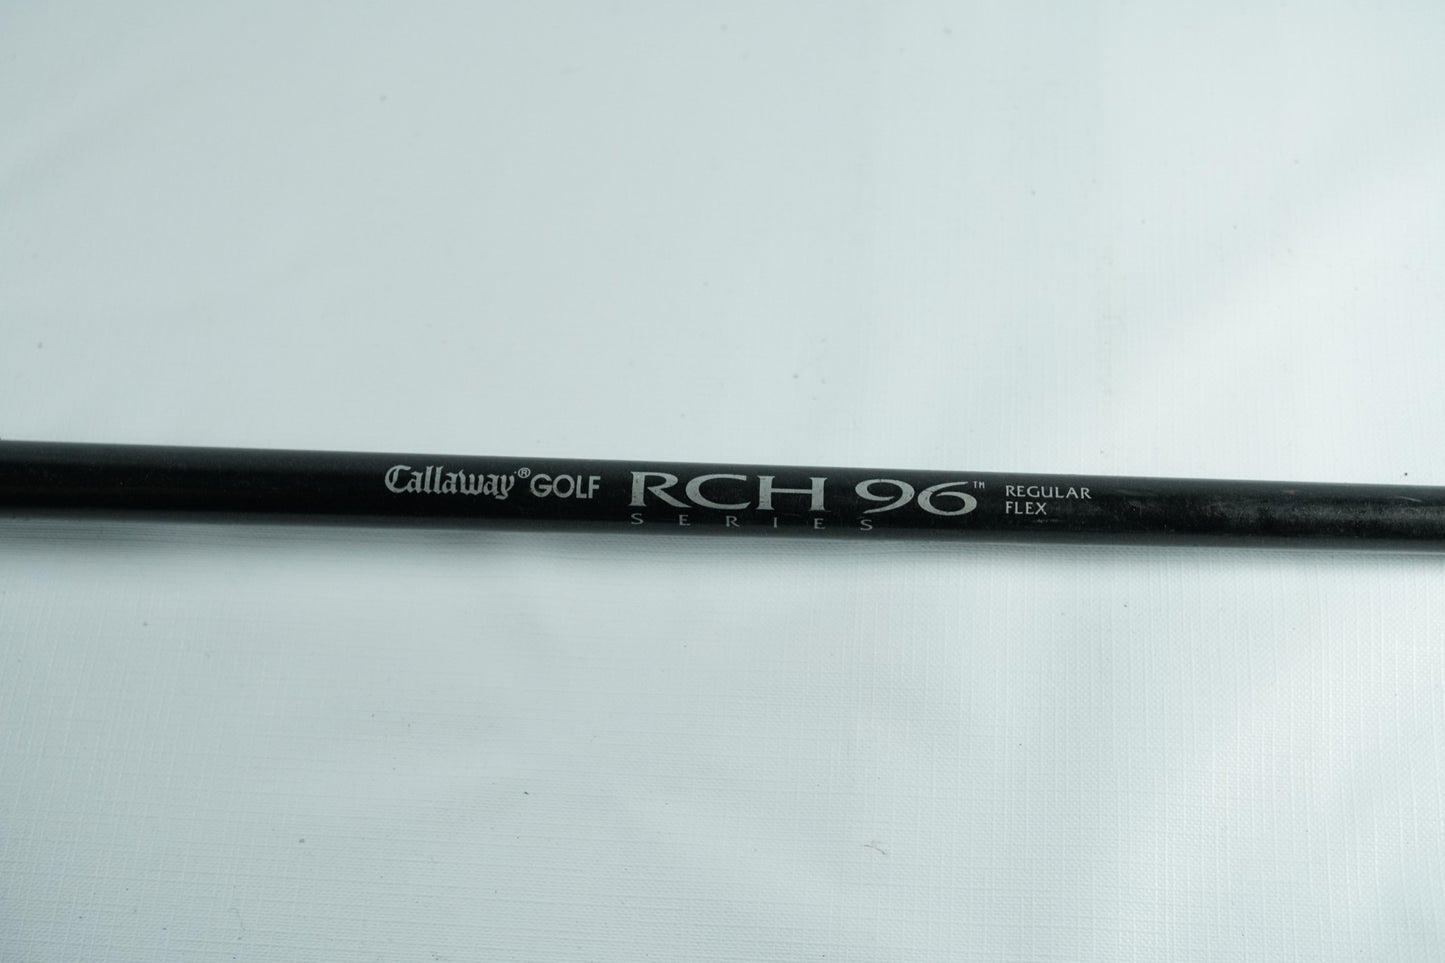 Callaway® GOLF RCH 96™ REGULAR
SERIES FLEX